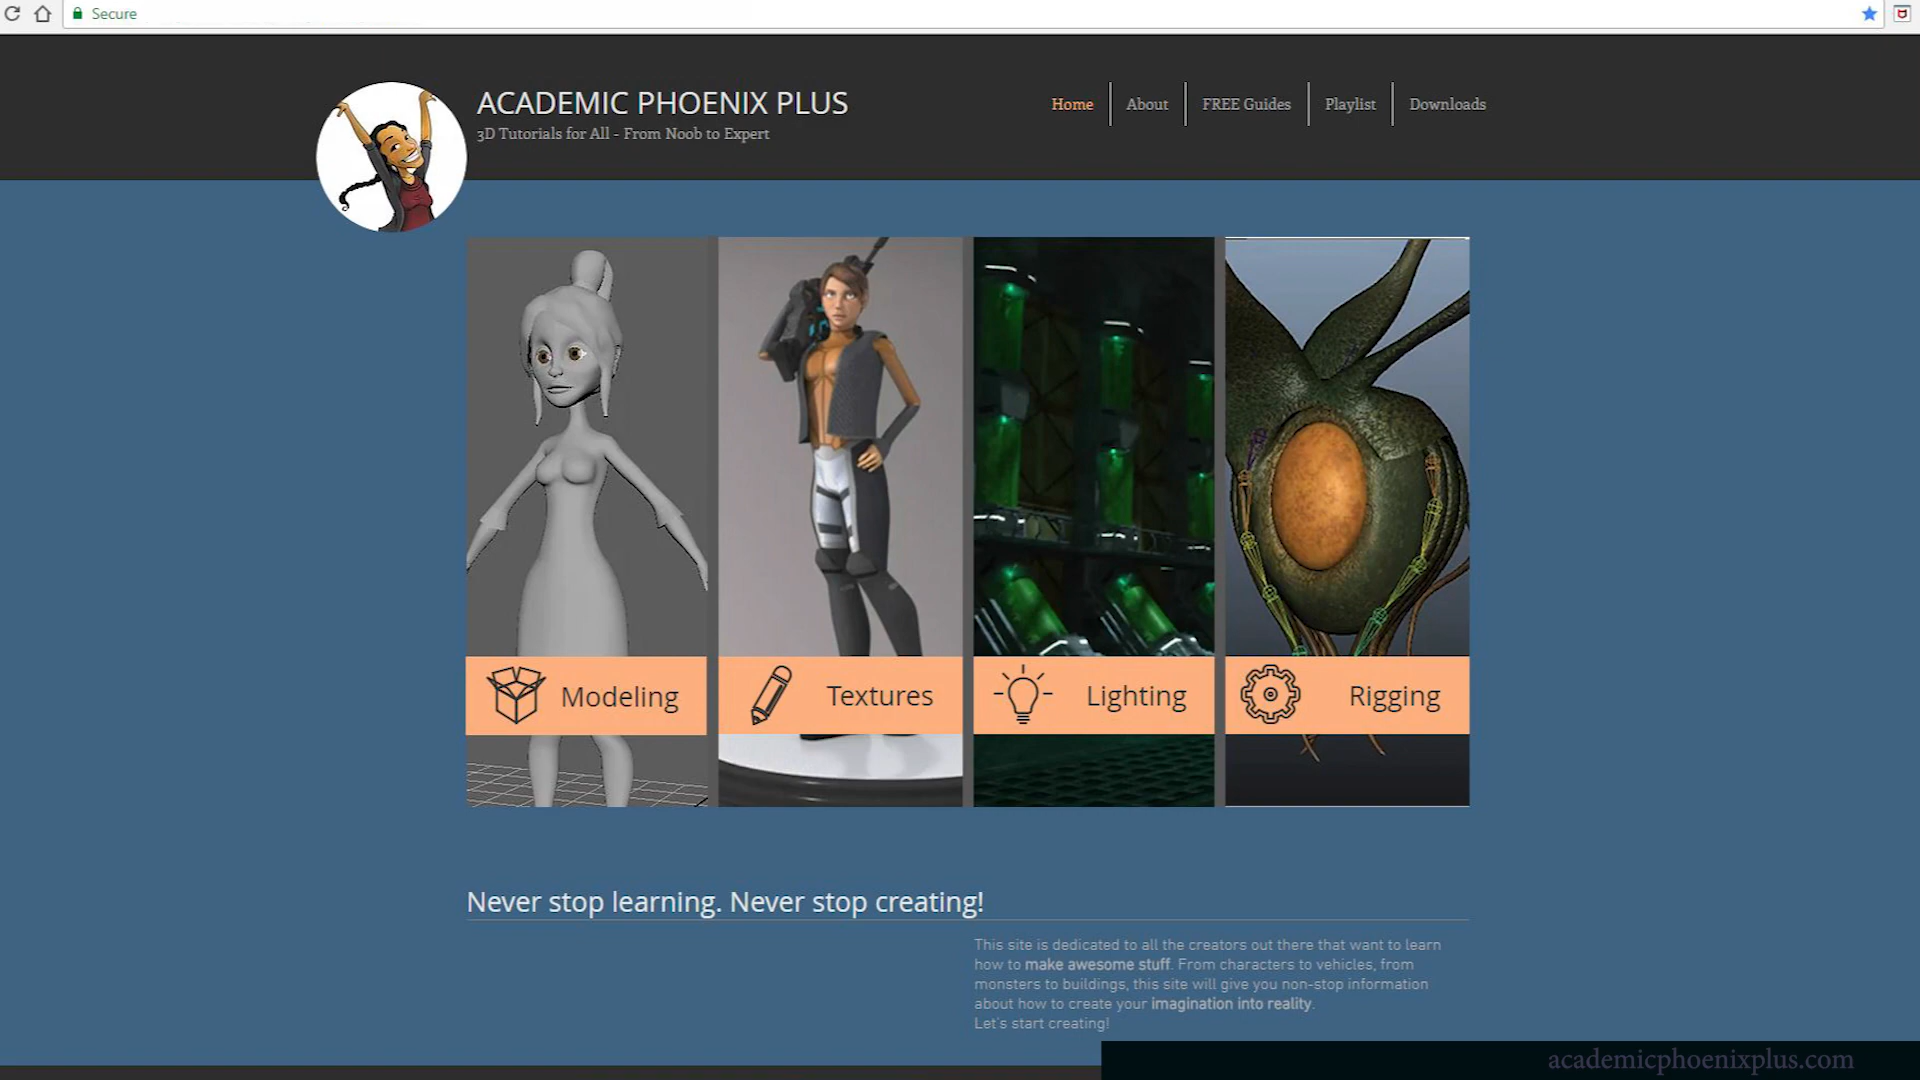 Secure
ACADEMIC PHOENIX PLUS
3D Tutorials for All - From Noob to Expert
Home
About
FREE Guides
Playlist
Downloads
Modeling
Textures
Lighting
Rigging
Never stop learning. Never stop creating!
This site is dedicated to all the creators out there that want to learn
how to make awesome stuff. From characters to vehicles, from
monsters to buildings, this site will give you non-stop information
about how to create your imagination into reality.
Let's start creating!
academicphoenixplus.com